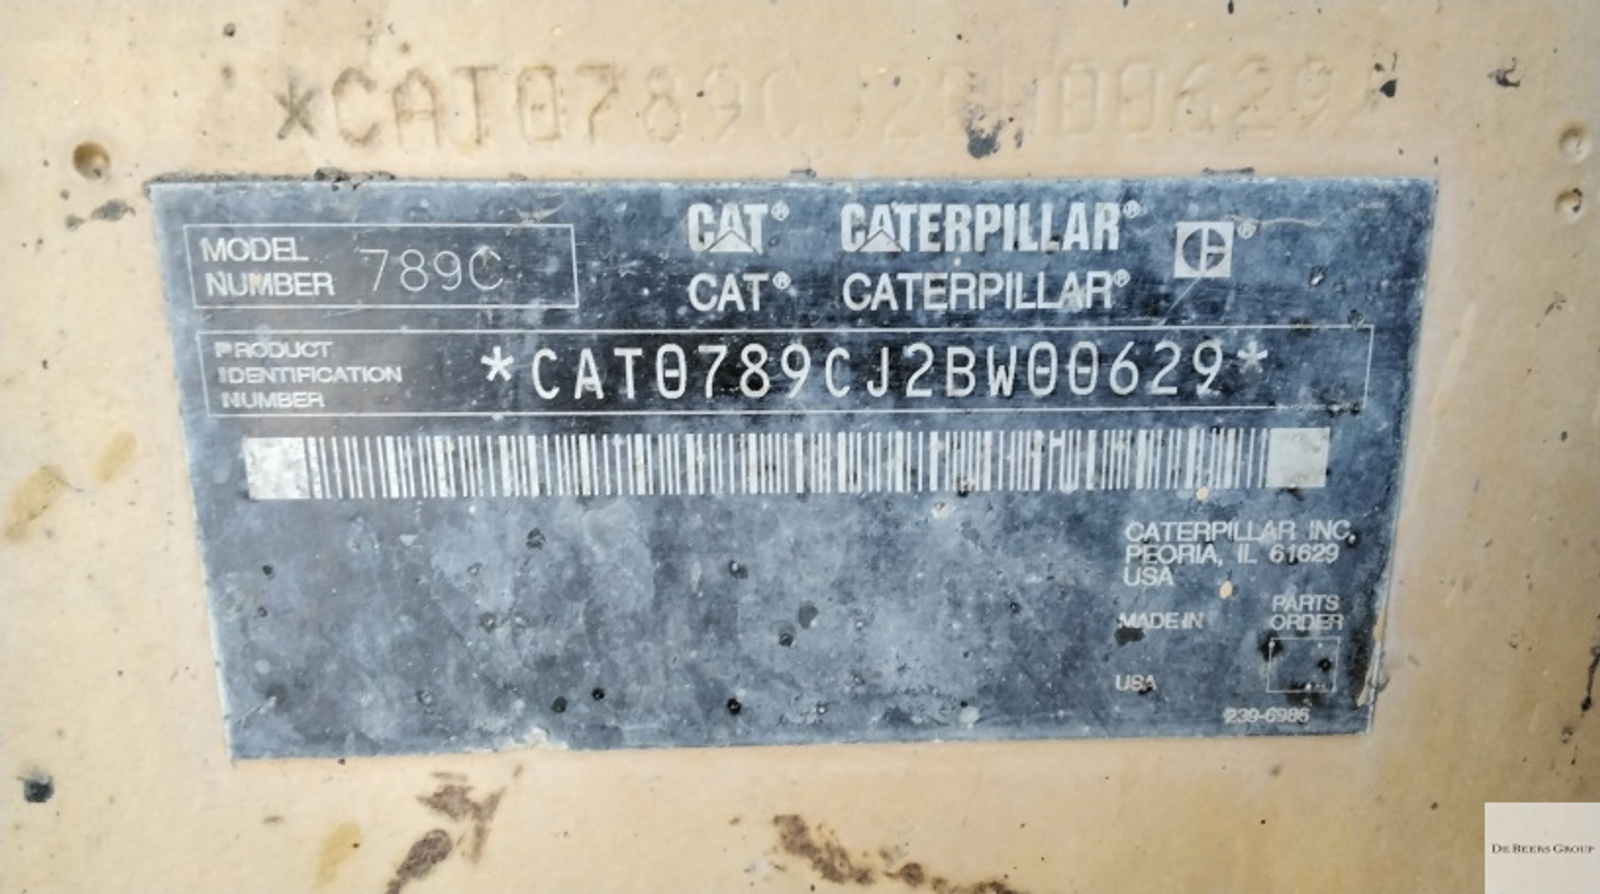 *CAT0789CJ2BW00629*
MODEL NUMBER 789C
CAT® CATERPILLAR®
CAT® CATERPILLAR®
PRODUCT IDENTIFICATION NUMBER *CAT0789CJ2BW00629*
CATERPILLAR INC.
PEORIA, IL 61629
USA
MADE IN
PARTS ORDER
USA
239-6986
DE BEERS GROUP